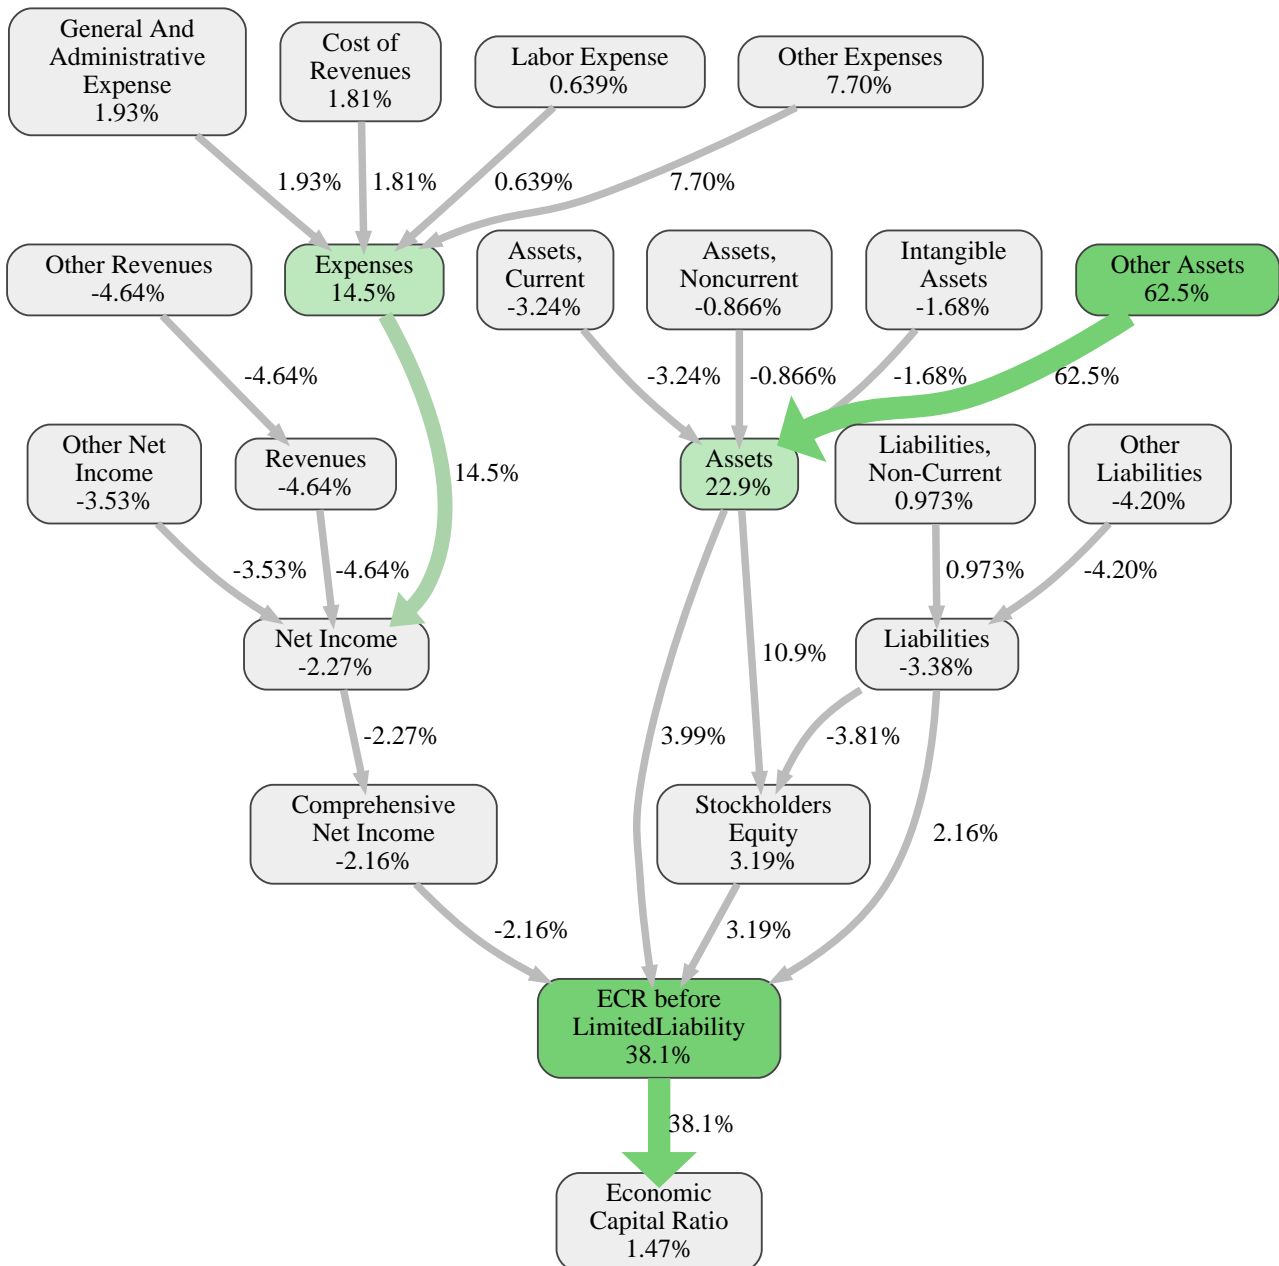 General And
Administrative
Expense
1.93%
Cost of
Revenues
1.81%
Labor Expense
0.639%
Other Expenses
7.70%
1.93%
1.81%
0.639%
7.70%
Other Revenues
-4.64%
Expenses
14.5%
Assets,
Current
-3.24%
Assets,
Noncurrent
-0.866%
Intangible
Assets
-1.68%
Other Assets
62.5%
-4.64%
-3.24%
-0.866%
-1.68%
62.5%
Other Net
Income
-3.53%
Revenues
-4.64%
14.5%
Assets
22.9%
Liabilities,
Non-Current
0.973%
Other
Liabilities
-4.20%
-3.53%
-4.64%
0.973%
-4.20%
Net Income
-2.27%
10.9%
Liabilities
-3.38%
-2.27%
3.99%
-3.81%
Comprehensive
Net Income
-2.16%
Stockholders
Equity
3.19%
2.16%
-2.16%
3.19%
ECR before
LimitedLiability
38.1%
38.1%
Economic
Capital Ratio
1.47%